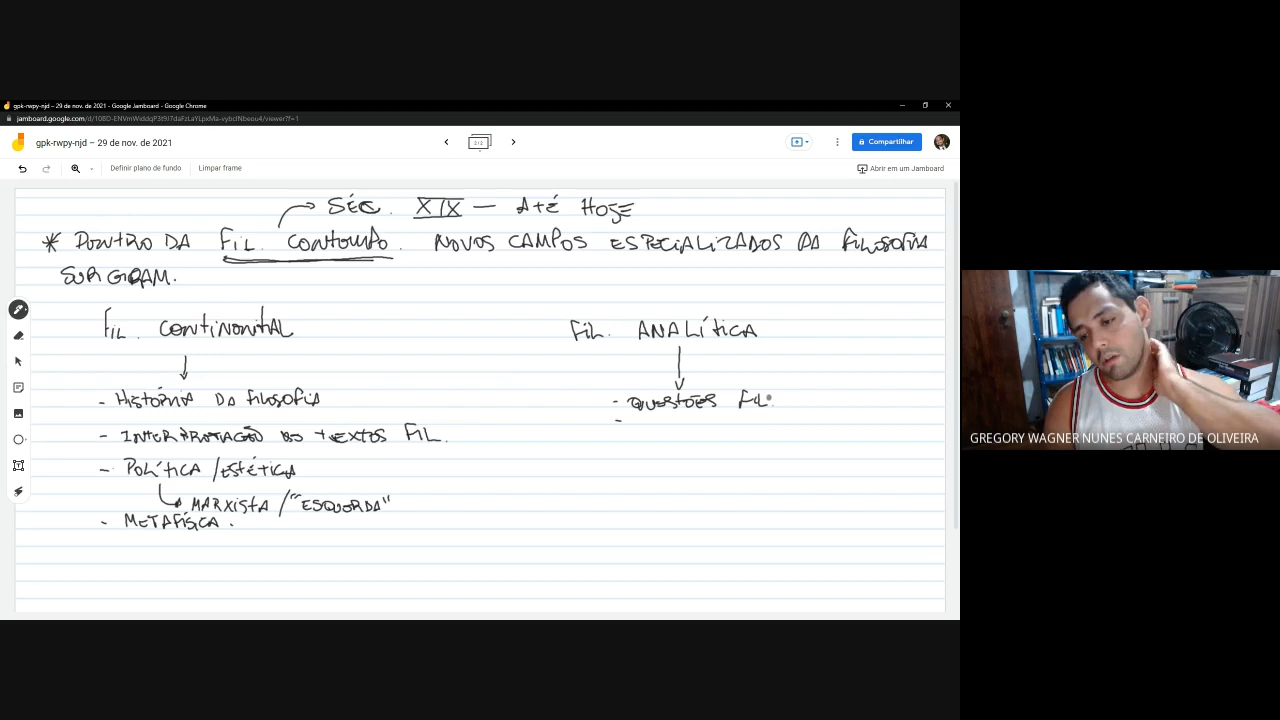 gpk-rwpy-njd – 29 de nov. de 2021 - Google Jamboard - Google Chrome
gpk-rwpy-njd – 29 de nov. de 2021
2/2
Compartilhar
Definir plano de fundo
Limpar frame
Abrir em um Jamboard
SÉC. XIX — ATÉ HOJE
* DENTRO DA FIL. CONTEMPO. NOVOS CAMPOS ESPECIALIZADOS DA FILOSOFIA
SURGIRAM.
FIL. CONTINENTAL
FIL. ANALÍTICA
- HISTÓRIA DA FILOSOFIA
- QUESTÕES FIL.
- INTERPRETAÇÃO DOS TEXTOS FIL.
-
- POLÍTICA / ESTÉTICA
MARXISTA / "ESQUERDA"
- METAFÍSICA.
GREGORY WAGNER NUNES CARNEIRO DE OLIVEIRA